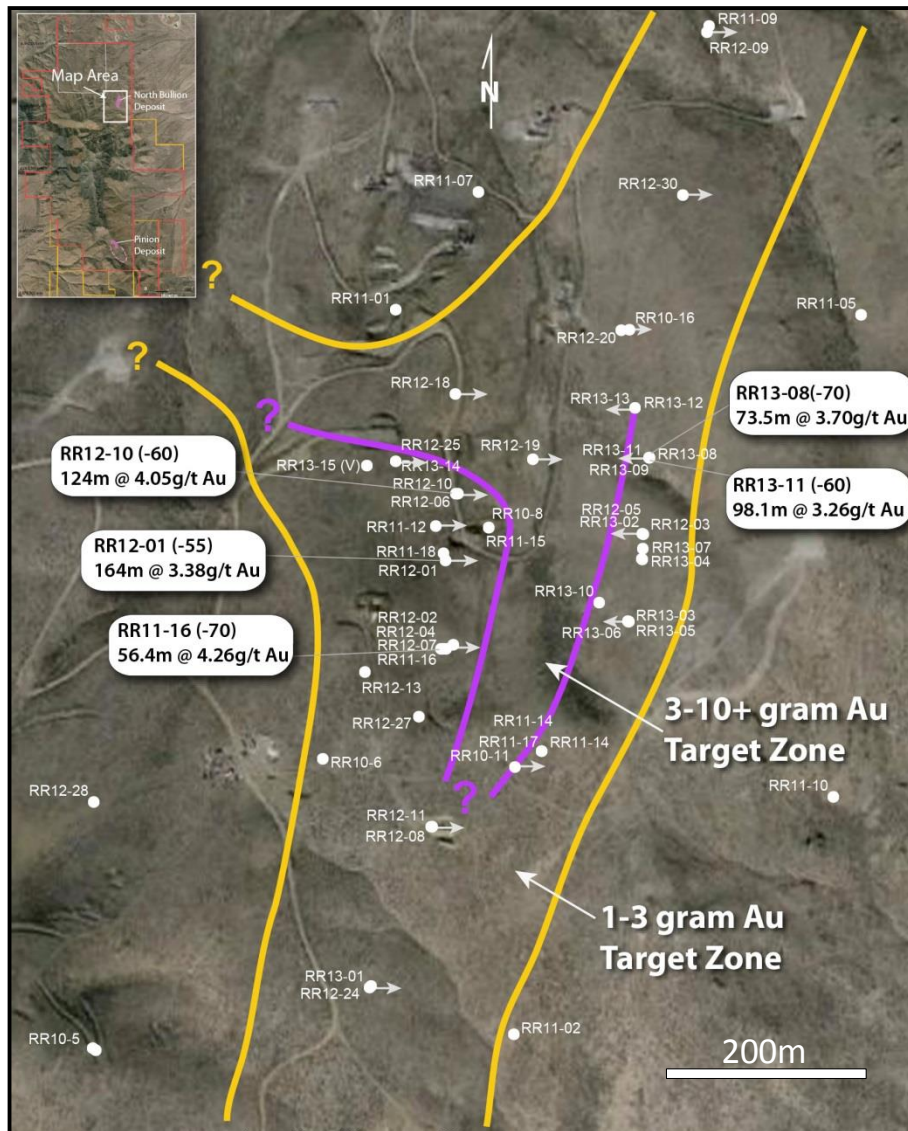 Map Area
North Bullion
Deposit
Pinion
Deposit
N
RR11-09
RR12-09
RR11-07
RR12-30
?
RR11-01
RR11-05
RR10-16
RR12-20
?
RR12-18
RR13-13
RR13-12
RR13-08(-70)
73.5m @ 3.70g/t Au
?
RR12-25
RR13-15 (V)
RR13-14
RR12-19
RR13-11
RR13-08
RR13-09
RR12-10 (-60)
124m @ 4.05g/t Au
RR12-10
RR12-06
RR13-11 (-60)
98.1m @ 3.26g/t Au
RR11-12
RR10-8
RR11-15
RR12-05
RR13-02
RR12-03
RR13-07
RR13-04
RR12-01 (-55)
164m @ 3.38g/t Au
RR11-18
RR12-01
RR13-10
RR13-03
RR13-06
RR13-05
RR11-16 (-70)
56.4m @ 4.26g/t Au
RR12-02
RR12-04
RR12-07
RR11-16
RR12-13
RR12-27
3-10+ gram Au
Target Zone
RR11-14
RR11-17
RR11-14
RR10-11
RR10-6
RR12-28
RR11-10
?
RR12-11
RR12-08
1-3 gram Au
Target Zone
RR13-01
RR12-24
RR11-02
RR10-5
200m